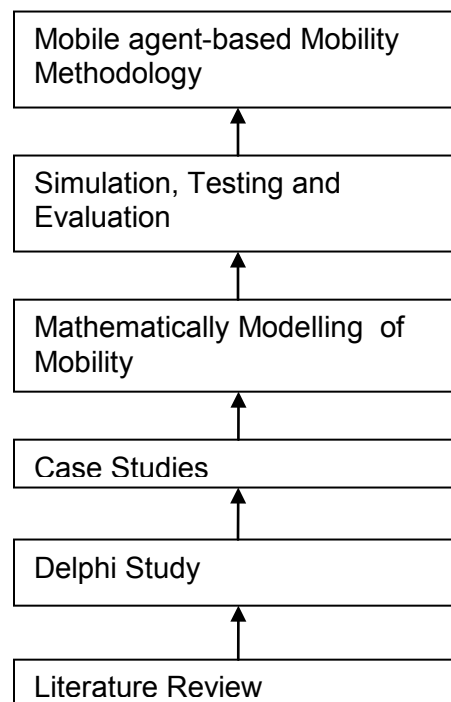 Mobile agent-based Mobility
Methodology
Simulation, Testing and
Evaluation
Mathematically Modelling  of
Mobility
Case Studies
Delphi Study
Literature Review